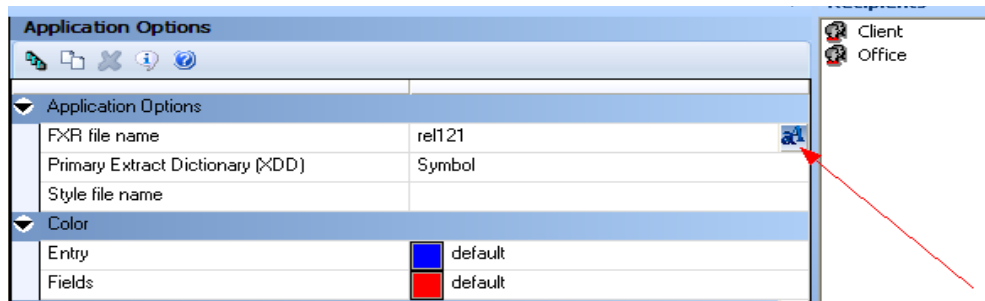 Recipients
Application Options
Client
Office
Application Options
FXR file name rel121
Primary Extract Dictionary (XDD) Symbol
Style file name
Color
Entry default
Fields default